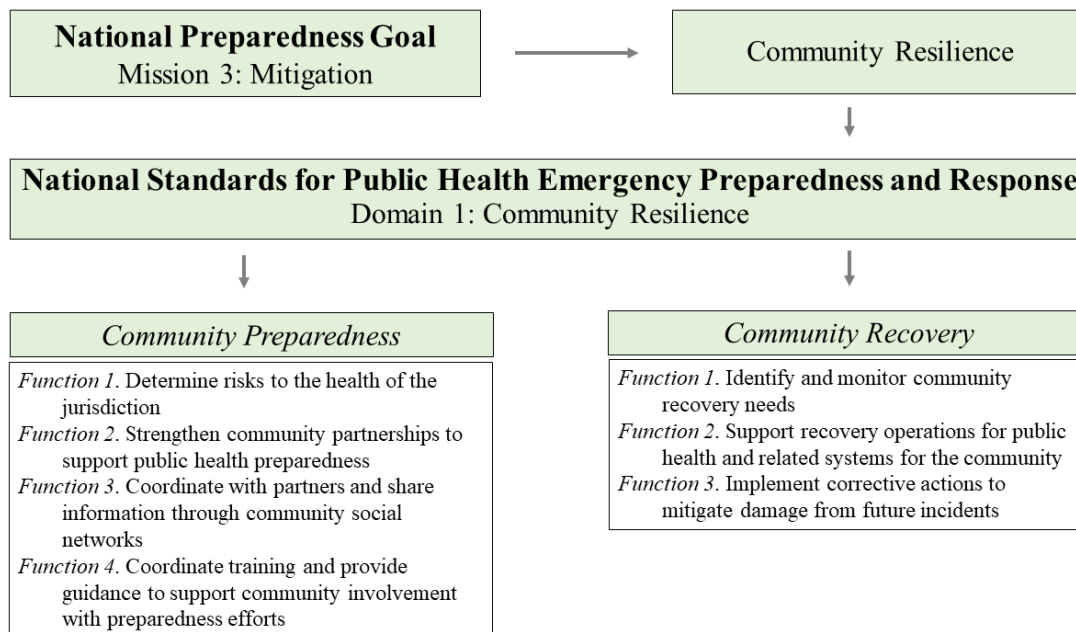 National Preparedness Goal
Mission 3: Mitigation
Community Resilience
National Standards for Public Health Emergency Preparedness and Response
Domain 1: Community Resilience
Community Preparedness
Function 1. Determine risks to the health of the
jurisdiction
Function 2. Strengthen community partnerships to
support public health preparedness
Function 3. Coordinate with partners and share
information through community social
networks
Function 4. Coordinate training and provide
guidance to support community involvement
with preparedness efforts
Community Recovery
Function 1. Identify and monitor community
recovery needs
Function 2. Support recovery operations for public
health and related systems for the community
Function 3. Implement corrective actions to
mitigate damage from future incidents